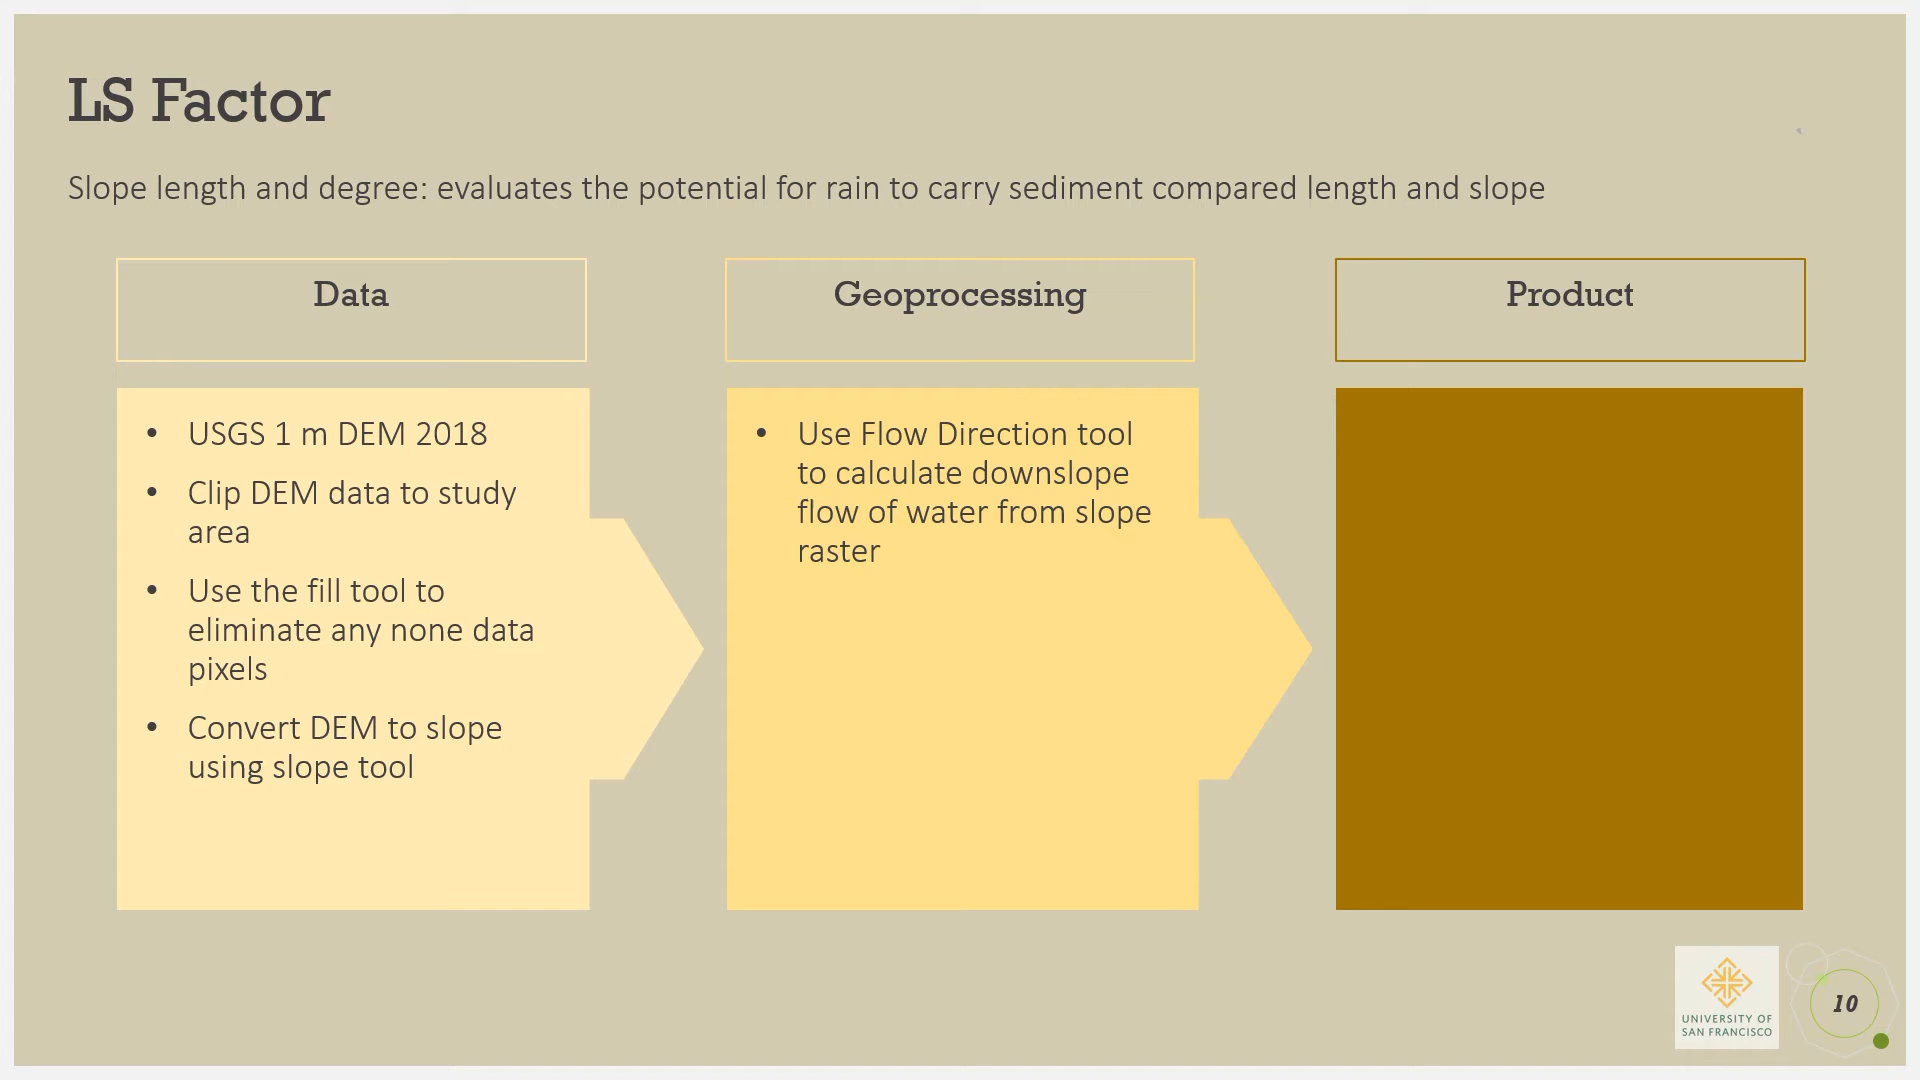 LS Factor
Slope length and degree: evaluates the potential for rain to carry sediment compared length and slope
Data
• USGS 1 m DEM 2018
• Clip DEM data to study
area
• Use the fill tool to
eliminate any none data
pixels
• Convert DEM to slope
using slope tool
Geoprocessing
• Use Flow Direction tool
to calculate downslope
flow of water from slope
raster
Product
UNIVERSITY OF
SAN FRANCISCO
10